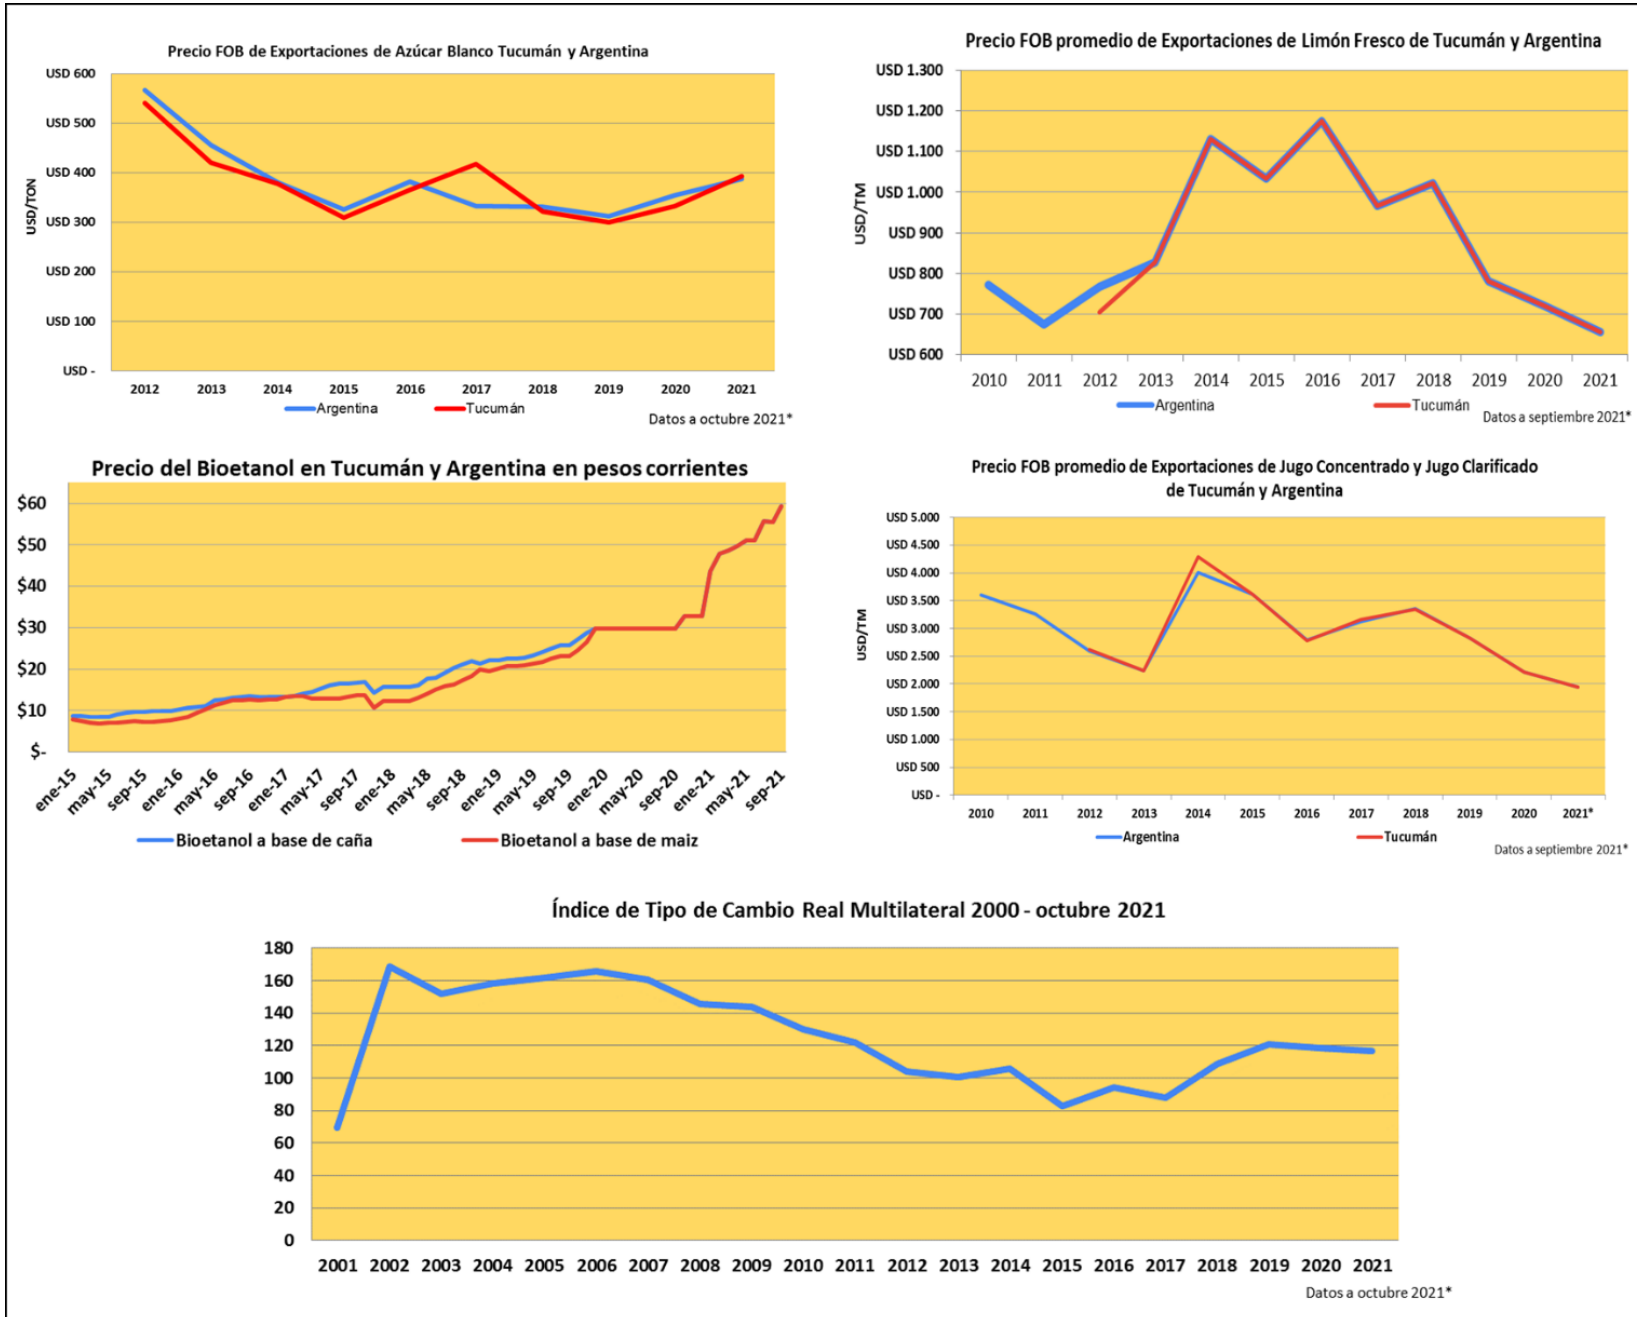 Precio FOB de Exportaciones de Azúcar Blanco Tucumán y Argentina
USD 600
USD 500
USD 400
USD 300
USD 200
USD 100
USD -
USD/TON
2012 2013 2014 2015 2016 2017 2018 2019 2020 2021
Argentina Tucumán
Datos a octubre 2021*
Precio FOB promedio de Exportaciones de Limón Fresco de Tucumán y Argentina
USD 1.300
USD 1.200
USD 1.100
USD 1.000
USD 900
USD 800
USD 700
USD 600
USD/TM
2010 2011 2012 2013 2014 2015 2016 2017 2018 2019 2020 2021
Argentina Tucumán
Datos a septiembre 2021*
Precio del Bioetanol en Tucumán y Argentina en pesos corrientes
$60
$50
$40
$30
$20
$10
$-
ene-15 may-15 sep-15 ene-16 may-16 sep-16 ene-17 may-17 sep-17 ene-18 may-18 sep-18 ene-19 may-19 sep-19 ene-20 may-20 sep-20 ene-21 may-21 sep-21
Bioetanol a base de caña Bioetanol a base de maiz
Precio FOB promedio de Exportaciones de Jugo Concentrado y Jugo Clarificado
de Tucumán y Argentina
USD 5.000
USD 4.500
USD 4.000
USD 3.500
USD 3.000
USD 2.500
USD 2.000
USD 1.500
USD 1.000
USD 500
USD -
USD/TM
2010 2011 2012 2013 2014 2015 2016 2017 2018 2019 2020 2021*
Argentina Tucumán
Datos a septiembre 2021*
Índice de Tipo de Cambio Real Multilateral 2000 - octubre 2021
180
160
140
120
100
80
60
40
20
0
2001 2002 2003 2004 2005 2006 2007 2008 2009 2010 2011 2012 2013 2014 2015 2016 2017 2018 2019 2020 2021
Datos a octubre 2021*